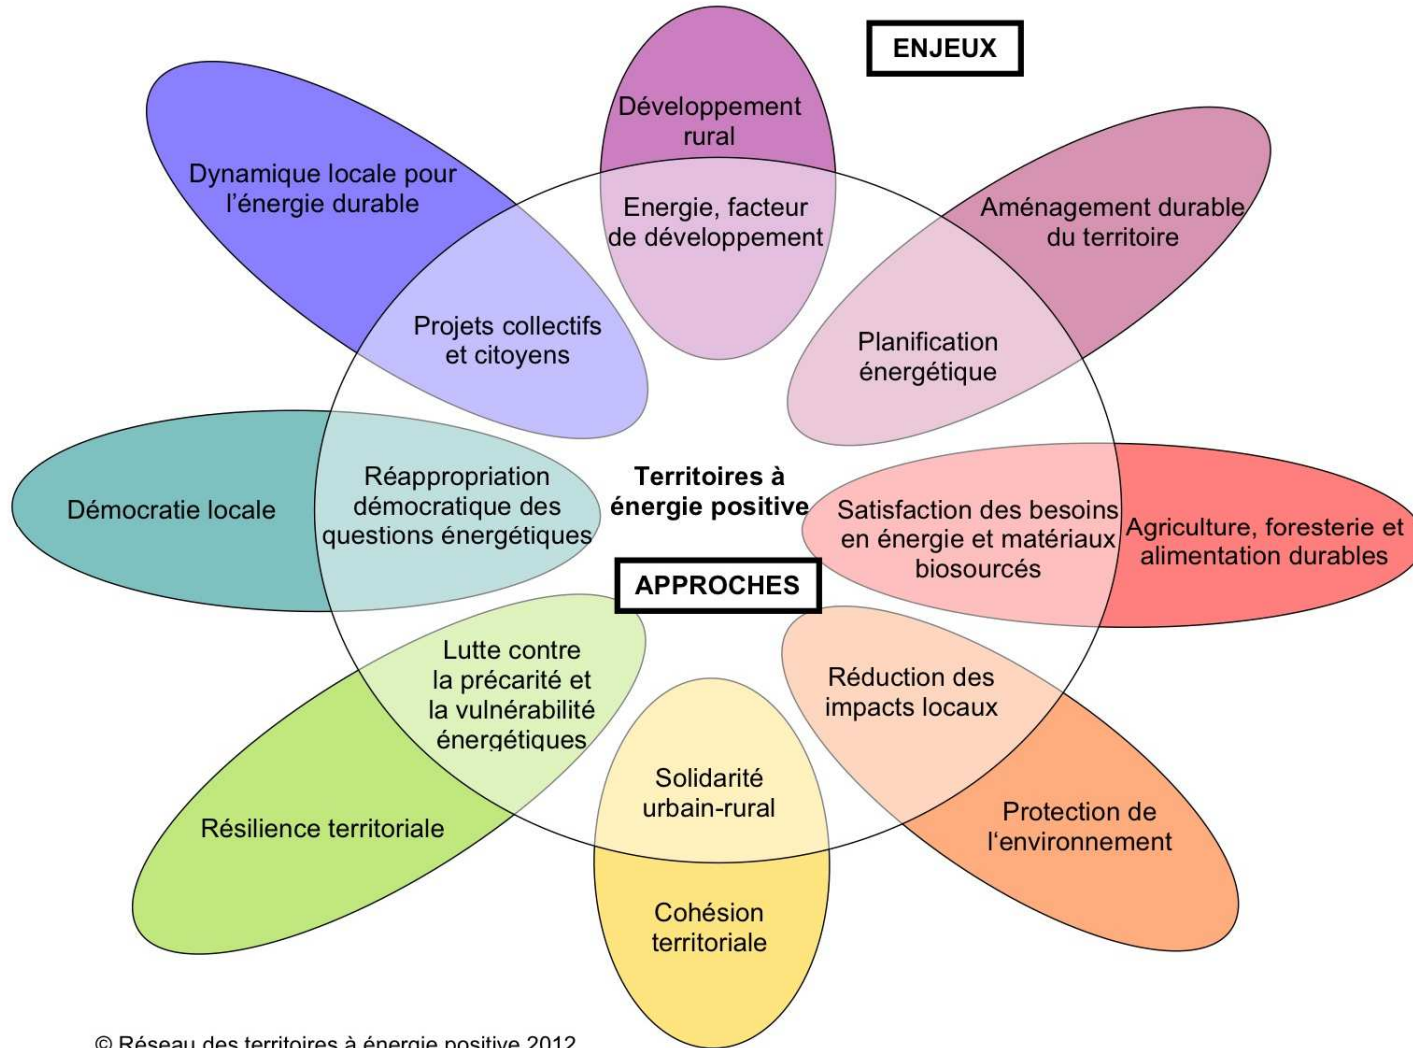 ENJEUX
Développement
rural
Energie, facteur
de développement
Dynamique locale pour
l'énergie durable
Projets collectifs
et citoyens
Aménagement durable
du territoire
Planification
énergétique
Démocratie locale
Réappropriation
démocratique des
questions énergétiques
Territoires à
énergie positive
Satisfaction des besoins
en énergie et matériaux
biosourcés
Agriculture, foresterie et
alimentation durables
APPROCHES
Lutte contre
la précarité et
la vulnérabilité
énergétiques
Réduction des
impacts locaux
Résilience territoriale
Solidarité
urbain-rural
Protection de
l‘environnement
Cohésion
territoriale
© Réseau des territoires à énergie positive 2012